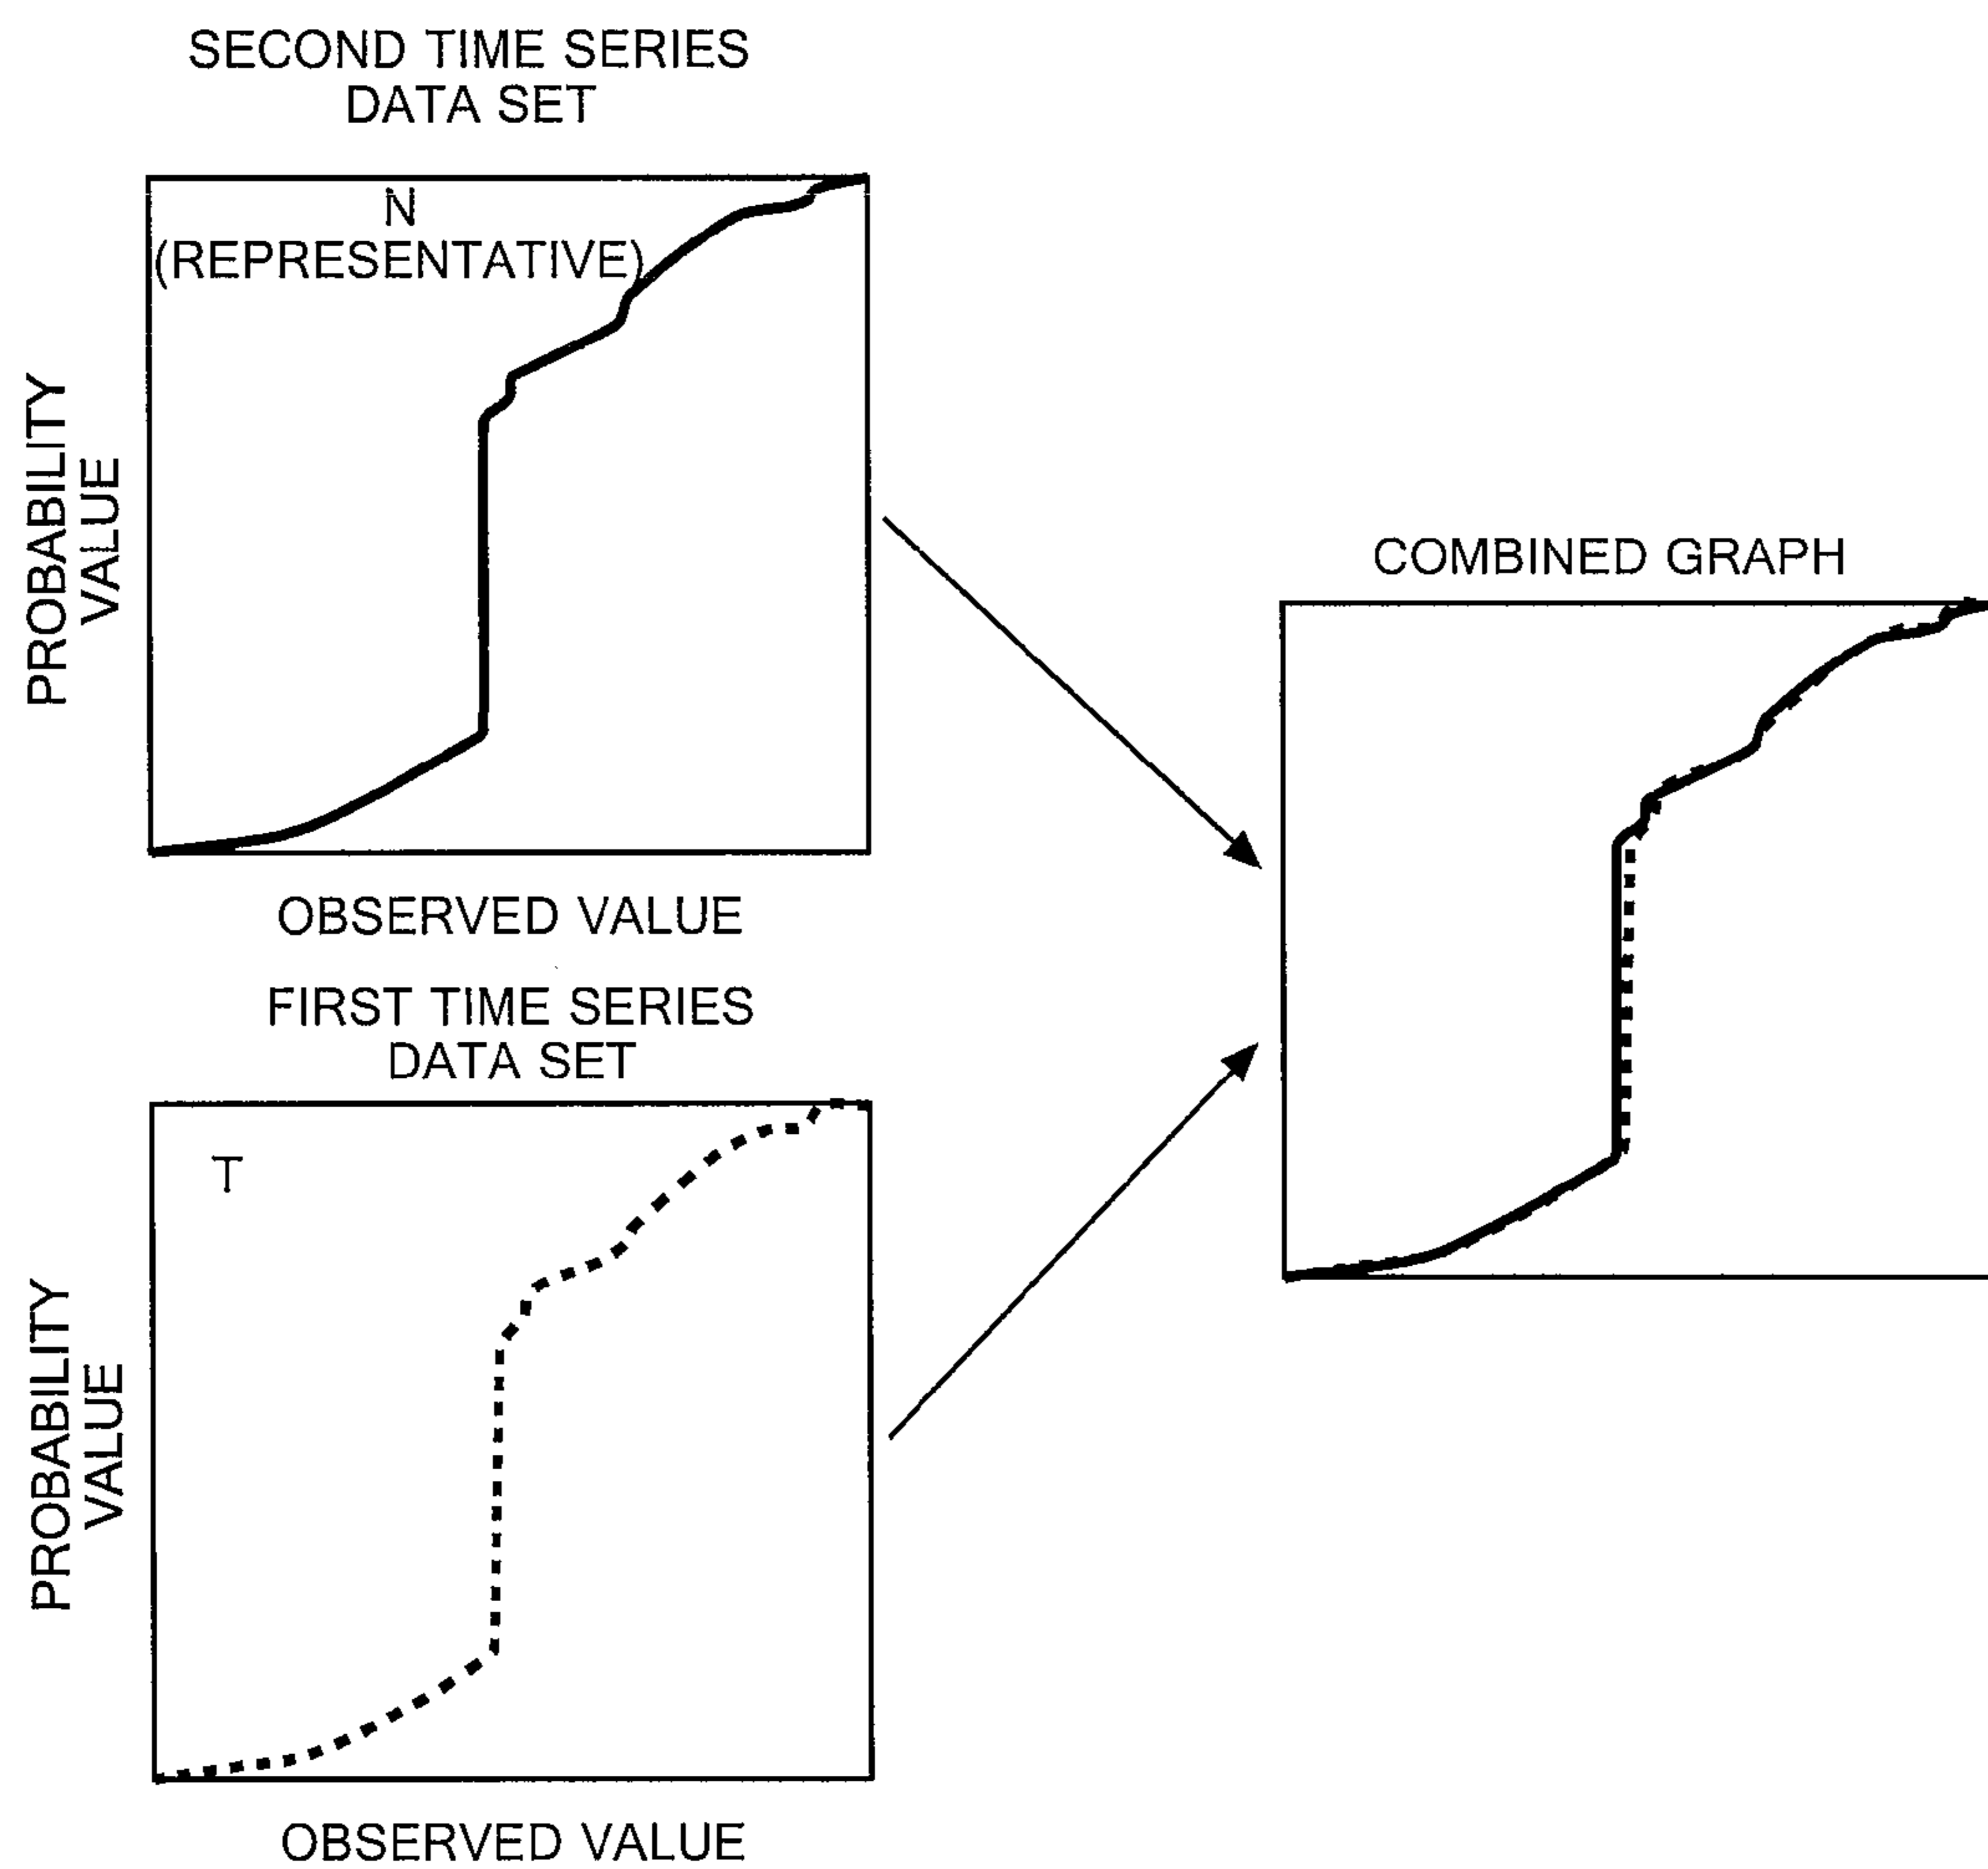 SECOND TIME SERIES
DATA SET
N
(REPRESENTATIVE)
PROBABILITY
VALUE
OBSERVED VALUE
FIRST TIME SERIES
DATA SET
T
PROBABILITY
VALUE
OBSERVED VALUE
COMBINED GRAPH